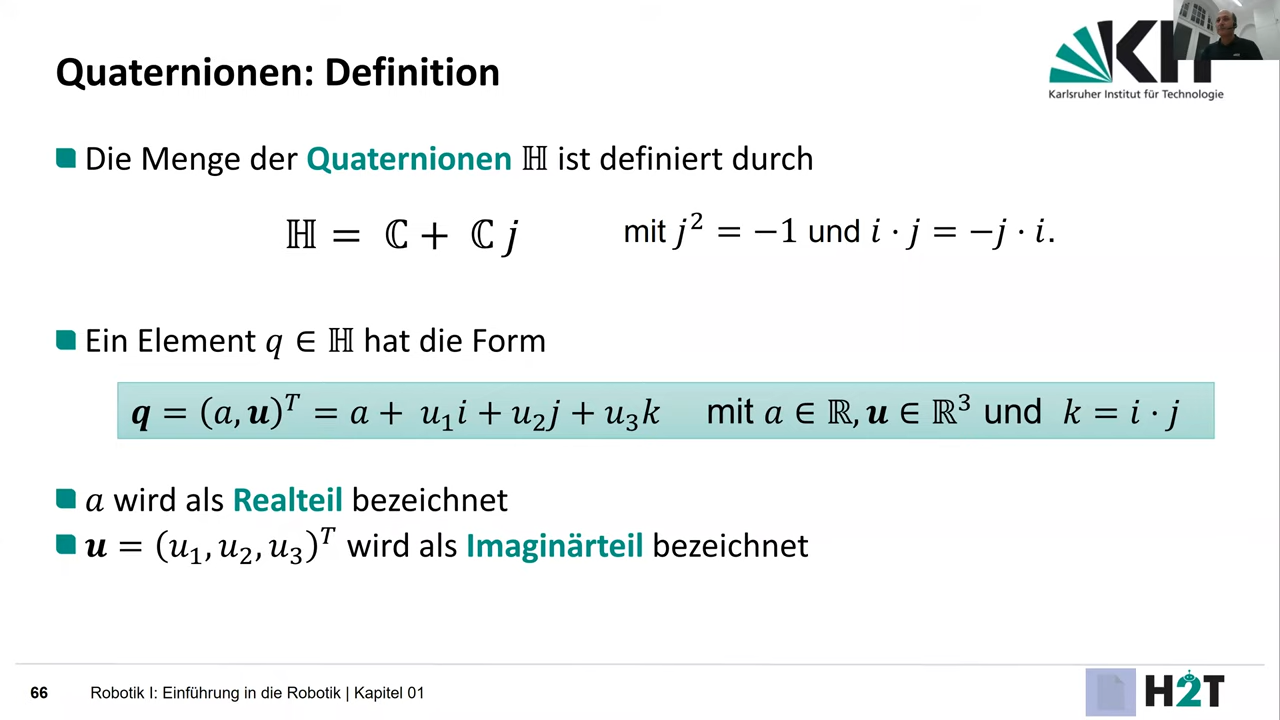 Quaternionen: Definition
Karlsruher Institut für Technologie
Die Menge der Quaternionen ℍ ist definiert durch
ℍ = ℂ + ℂ j mit j² = −1 und i · j = −j · i.
Ein Element q ∈ ℍ hat die Form
q = (a, u)ᵀ = a + u₁i + u₂j + u₃k mit a ∈ ℝ, u ∈ ℝ³ und k = i · j
a wird als Realteil bezeichnet
u = (u₁, u₂, u₃)ᵀ wird als Imaginärteil bezeichnet
66 Robotik I: Einführung in die Robotik | Kapitel 01
H2T